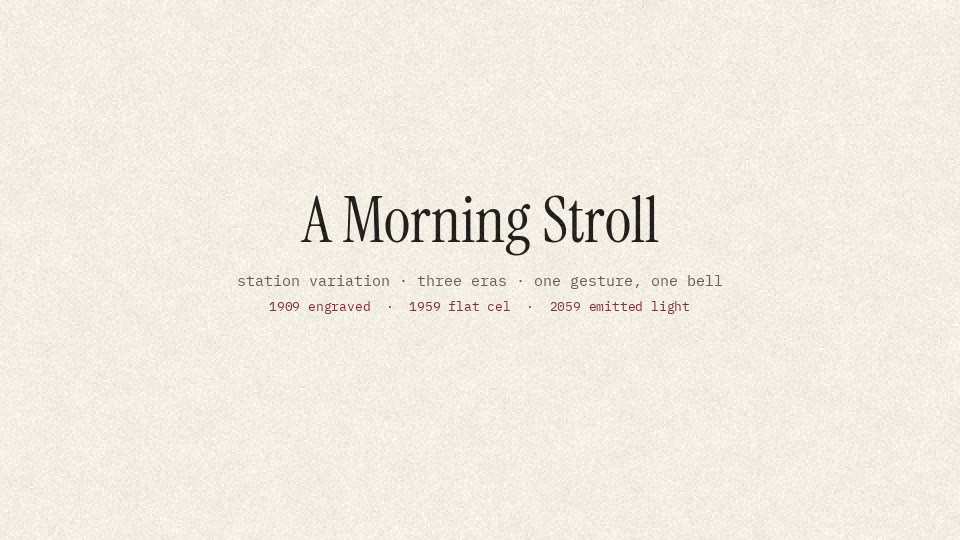 A Morning Stroll
station variation · three eras · one gesture, one bell
1909 engraved · 1959 flat cel · 2059 emitted light